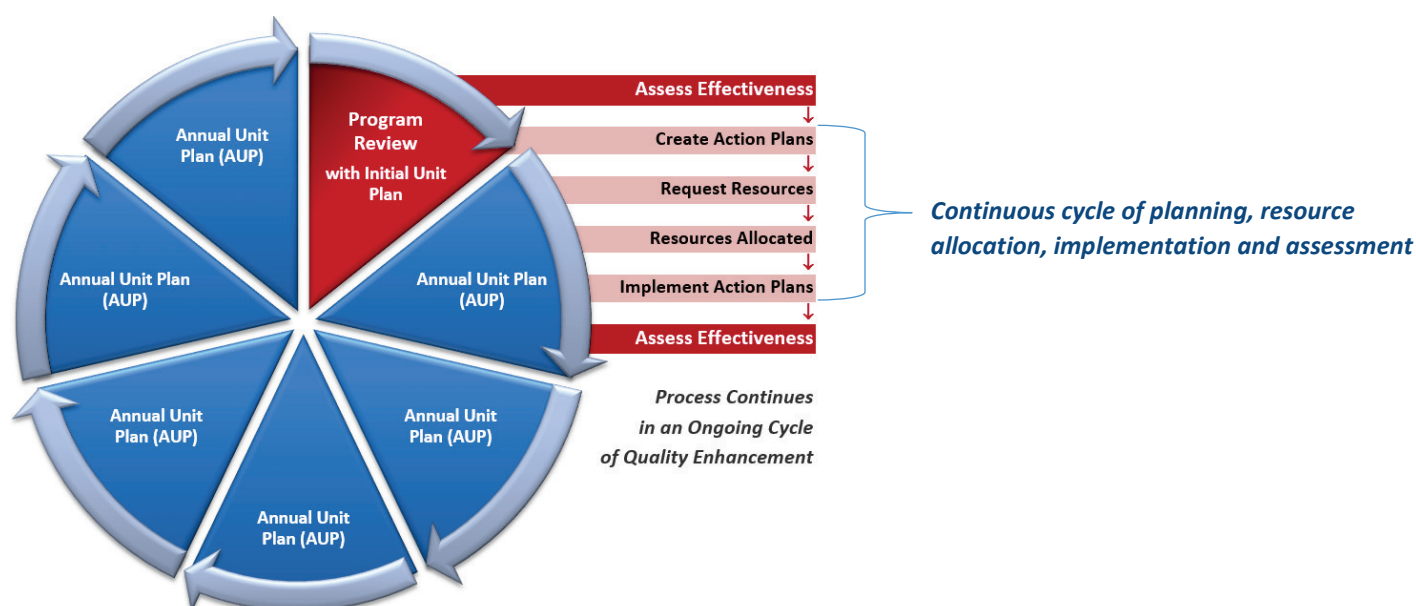 Program
Review
with Initial Unit
Plan
Annual Unit Plan
(AUP)
Annual Unit
Plan (AUP)
Annual Unit
Plan (AUP)
Annual Unit
Plan (AUP)
Annual Unit Plan
(AUP)
Annual Unit
Plan (AUP)
Assess Effectiveness
Create Action Plans
Request Resources
Resources Allocated
Implement Action Plans
Assess Effectiveness
Process Continues
in an Ongoing Cycle
of Quality Enhancement
Continuous cycle of planning, resource
allocation, implementation and assessment